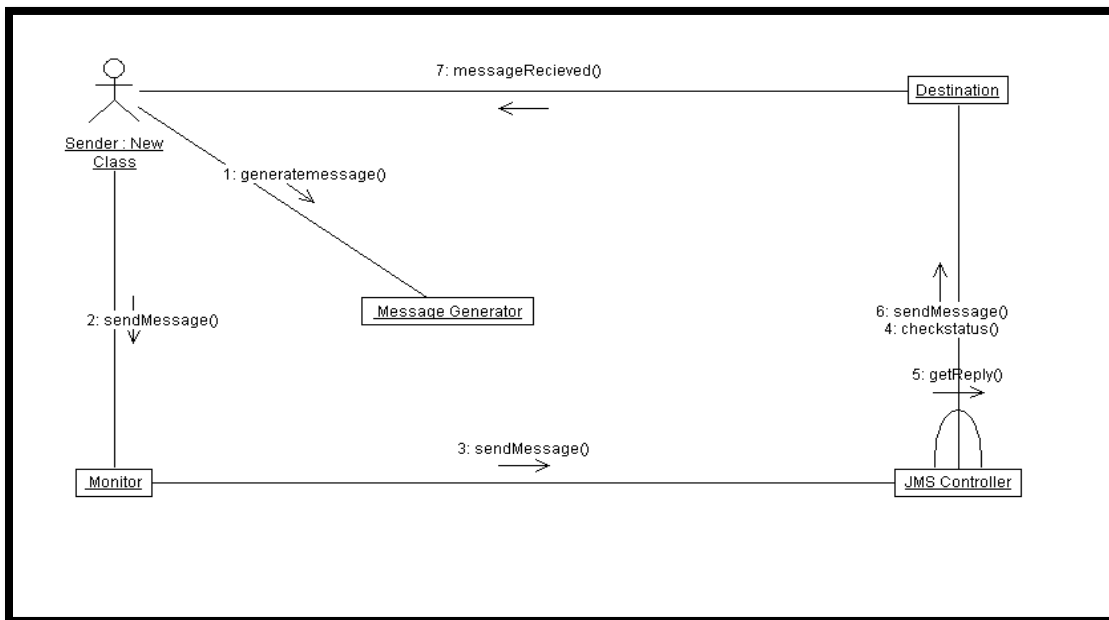 7: messageRecieved()
Destination
Sender : New
Class
1: generatemessage()
Message Generator
2: sendMessage()
6: sendMessage()
4: checkstatus()
5: getReply()
3: sendMessage()
Monitor
JMS Controller